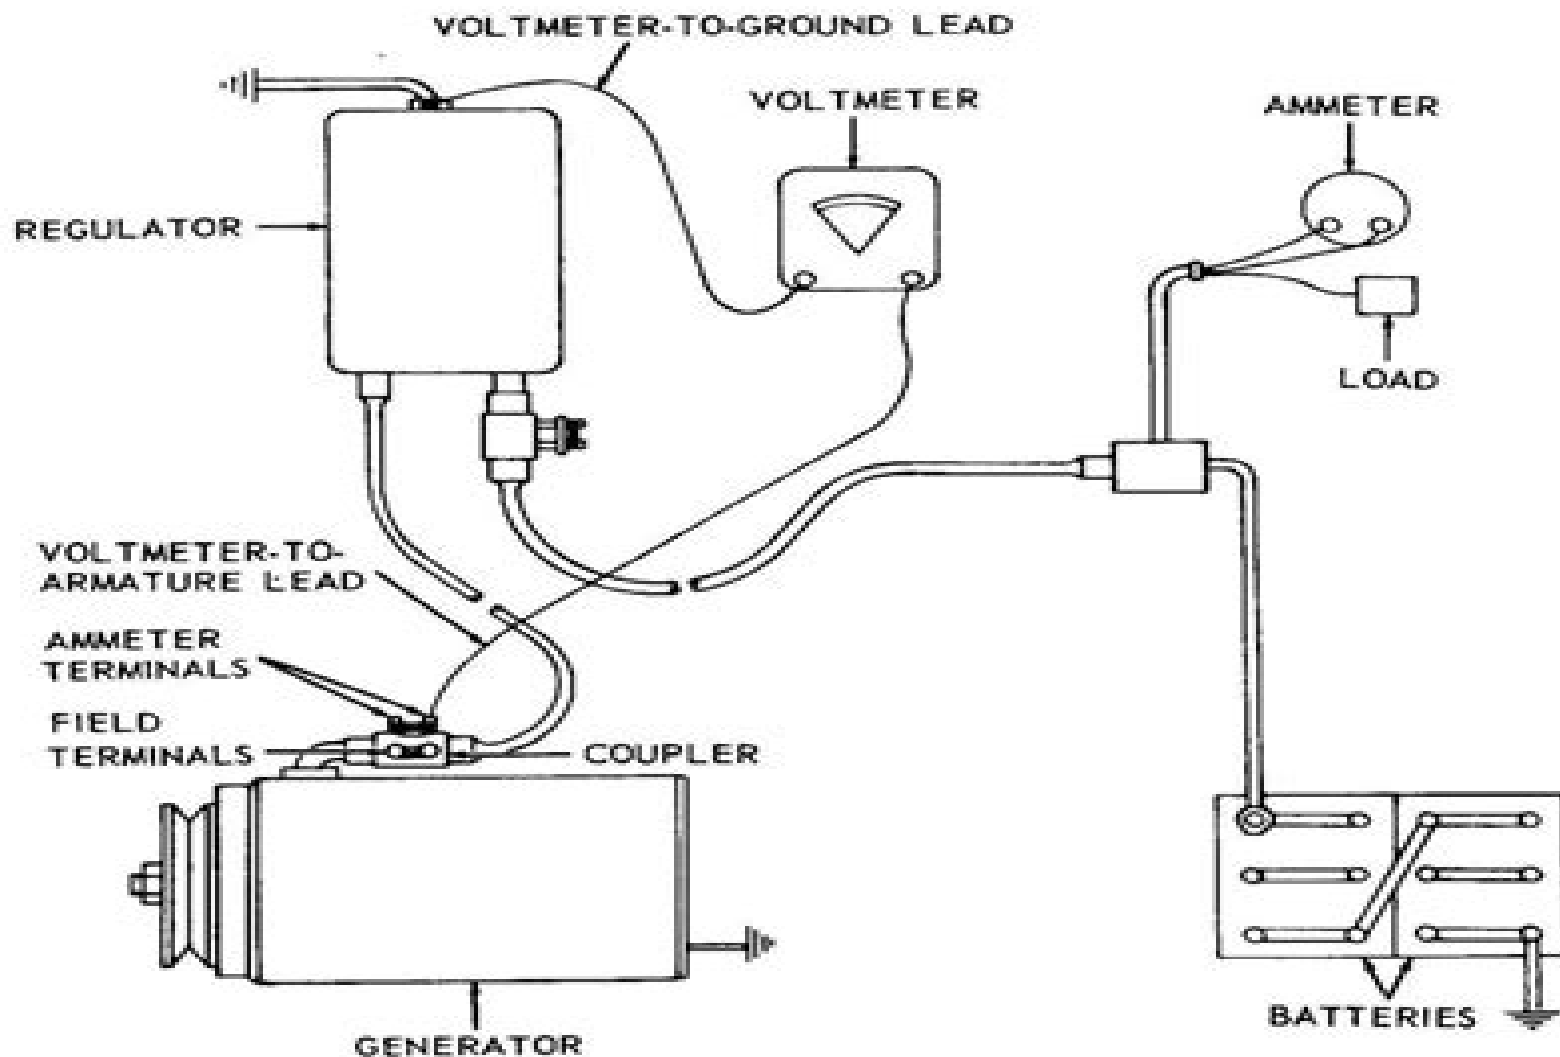 VOLTMETER-TO-GROUND LEAD
VOLTMETER
AMMETER
REGULATOR
LOAD
VOLTMETER-TO-
ARMATURE LEAD
AMMETER
TERMINALS
FIELD
TERMINALS
COUPLER
BATTERIES
GENERATOR